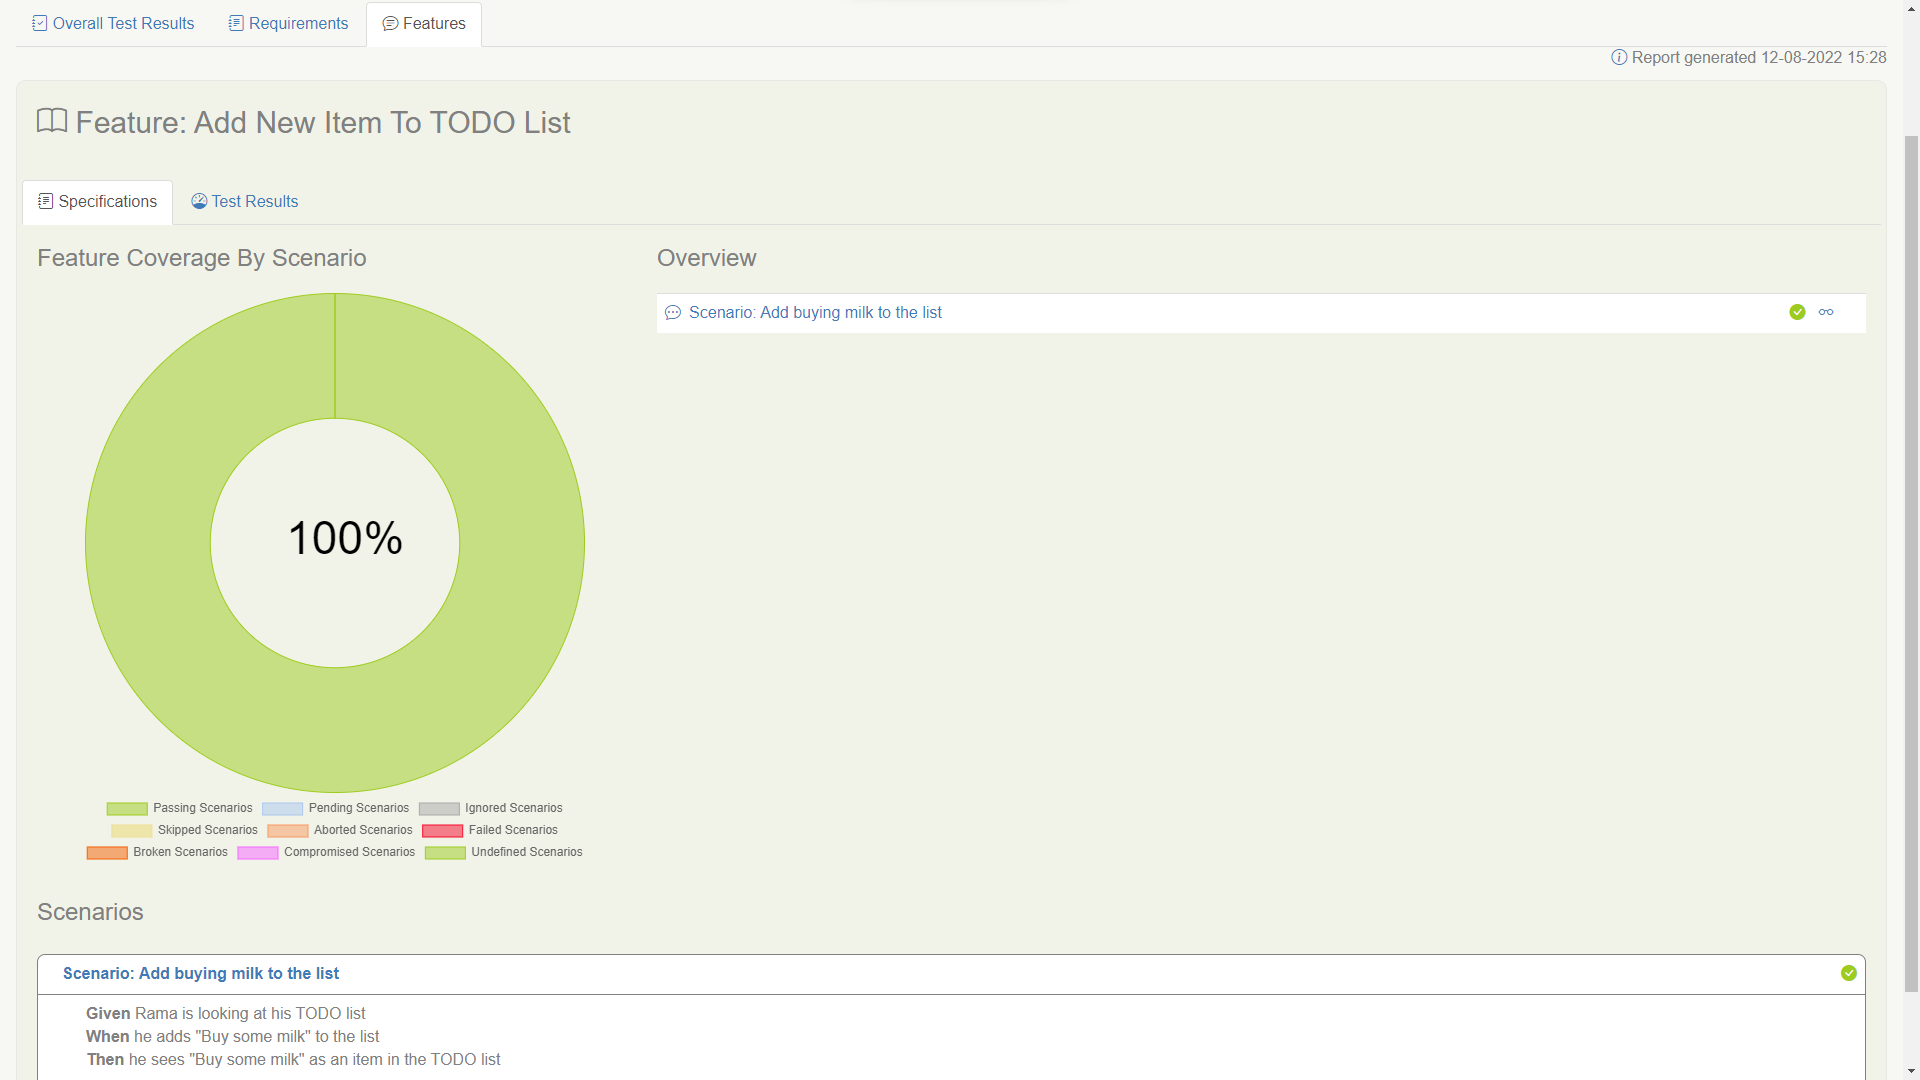 Overall Test Results Requirements Features
Report generated 12-08-2022 15:28
Feature: Add New Item To TODO List
Specifications Test Results
Feature Coverage By Scenario
Overview
Scenario: Add buying milk to the list
100%
Passing Scenarios Pending Scenarios Ignored Scenarios
Skipped Scenarios Aborted Scenarios Failed Scenarios
Broken Scenarios Compromised Scenarios Undefined Scenarios
Scenarios
Scenario: Add buying milk to the list
Given Rama is looking at his TODO list
When he adds "Buy some milk" to the list
Then he sees "Buy some milk" as an item in the TODO list